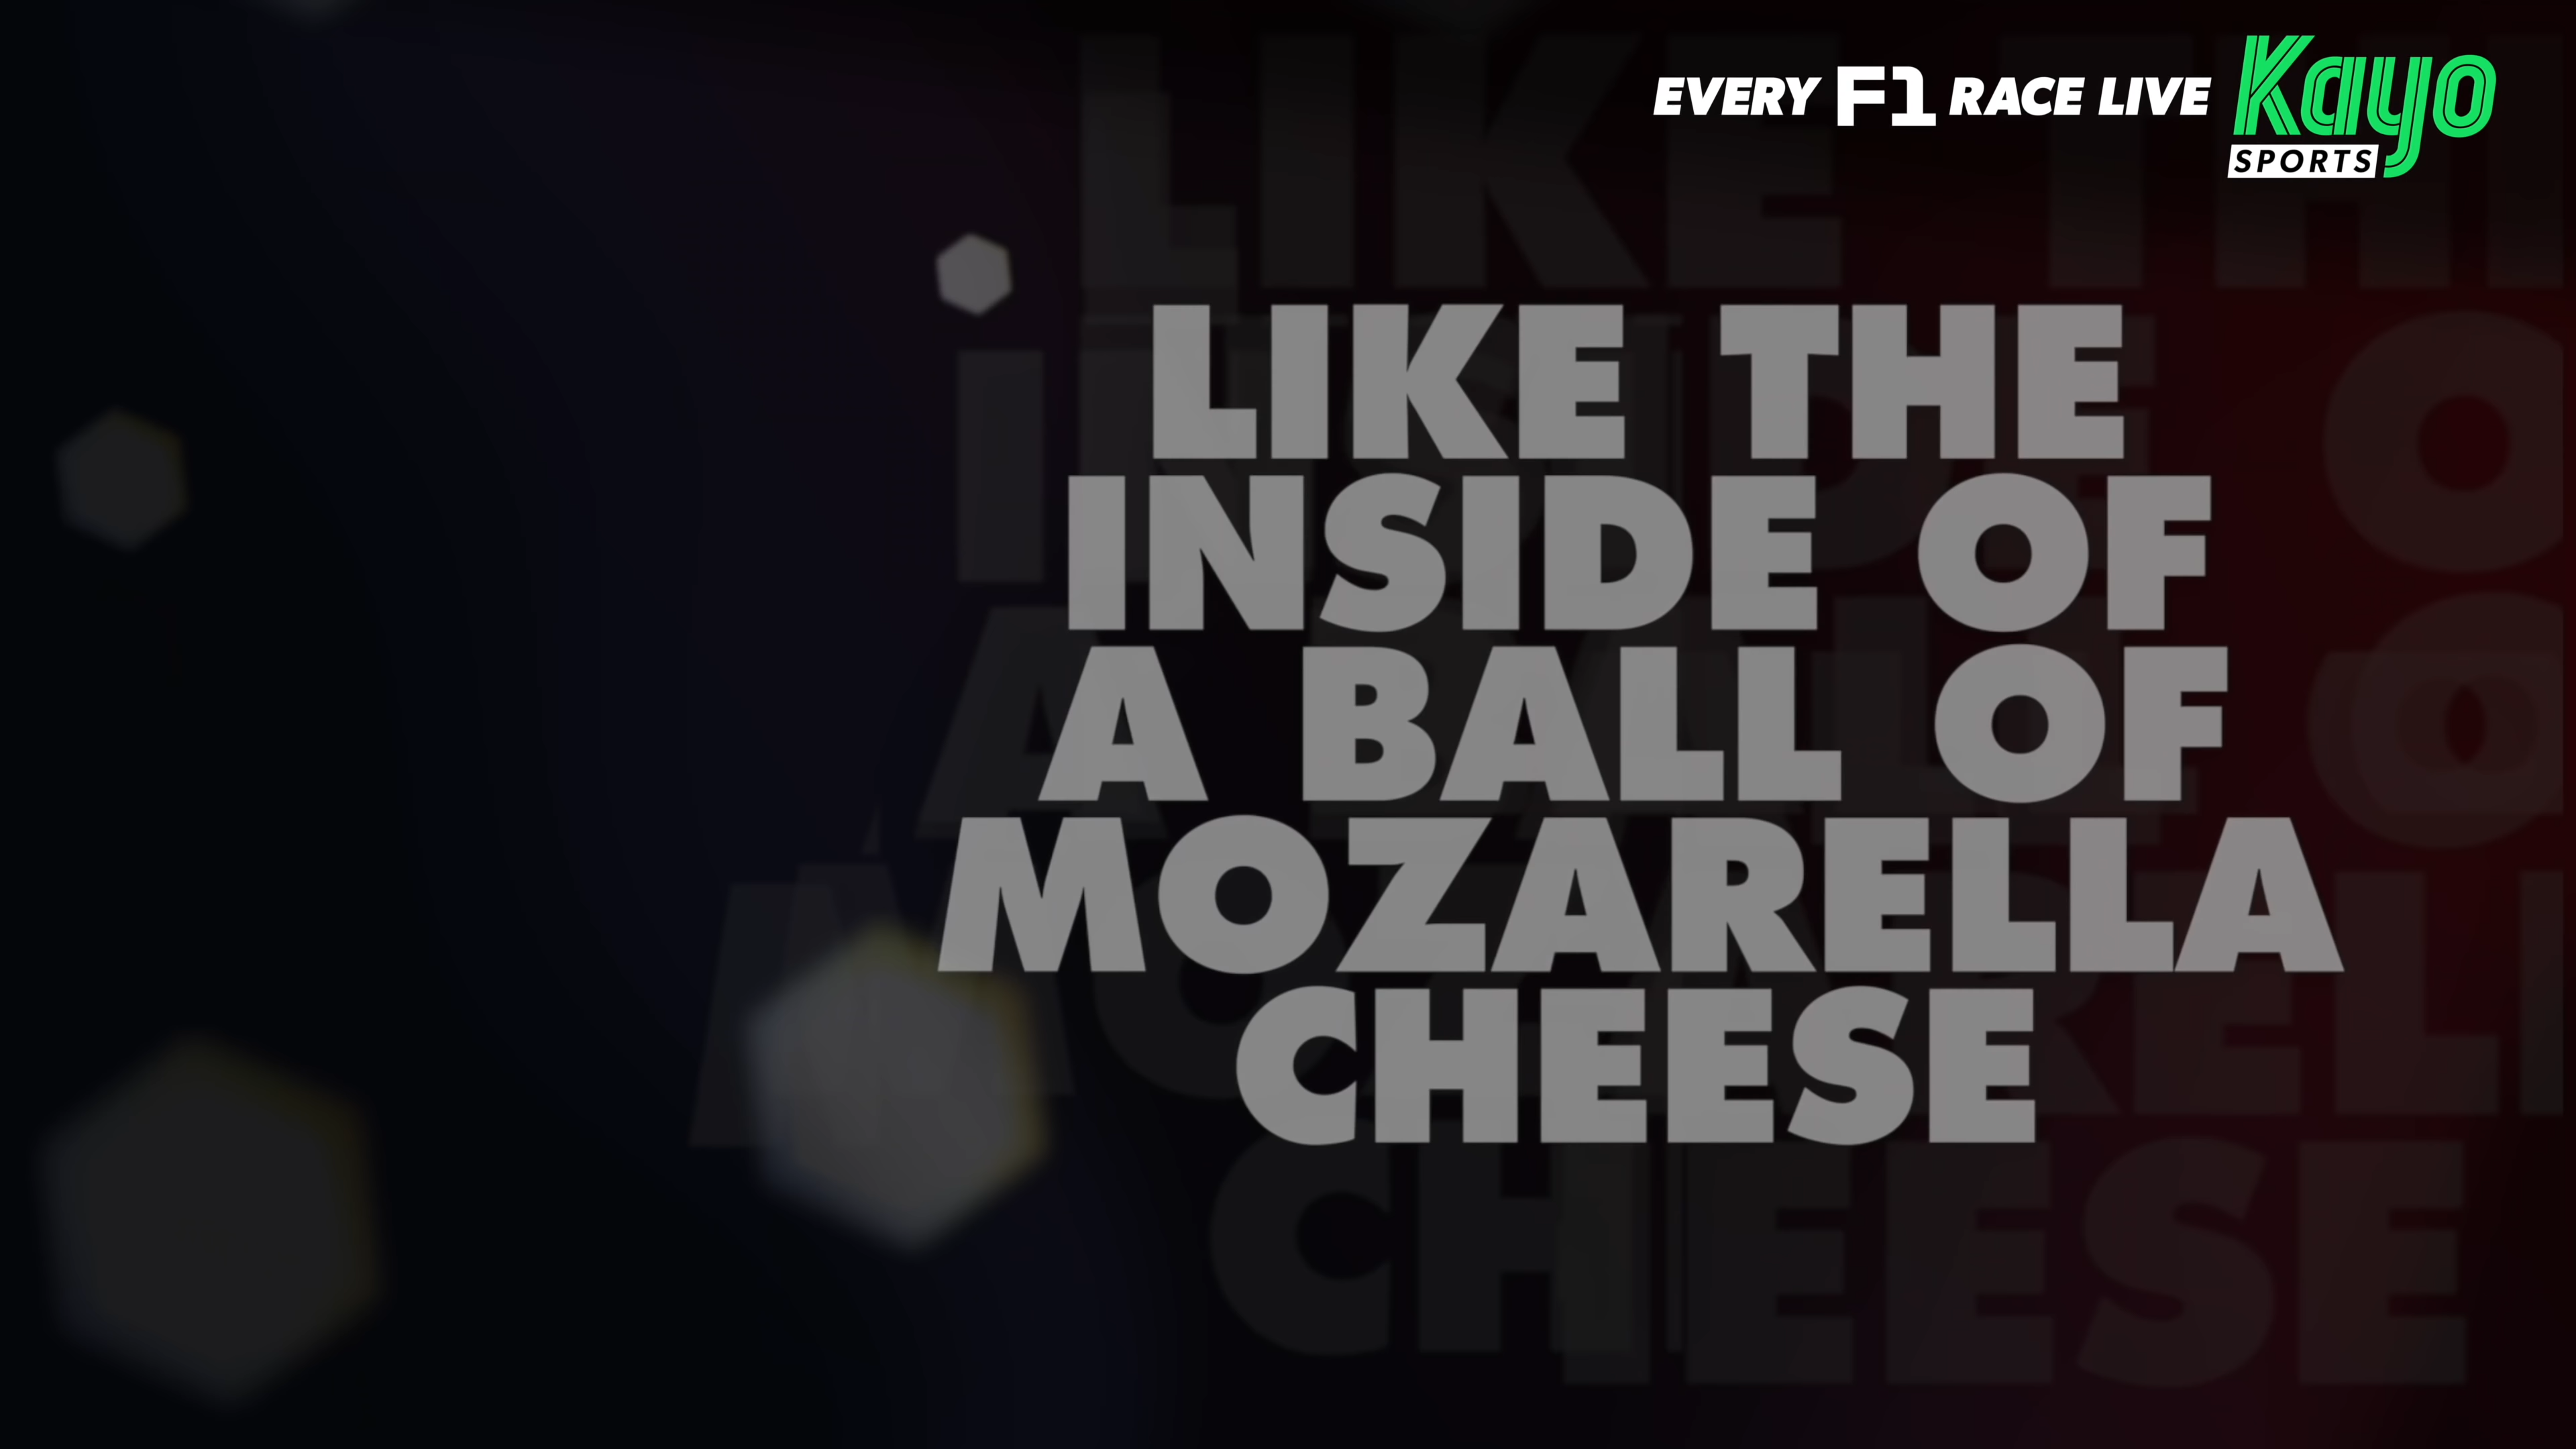 EVERY F1 RACE LIVE Kayo
SPORTS
LIKE THE
INSIDE OF
A BALL OF
MOZARELLA
CHEESE